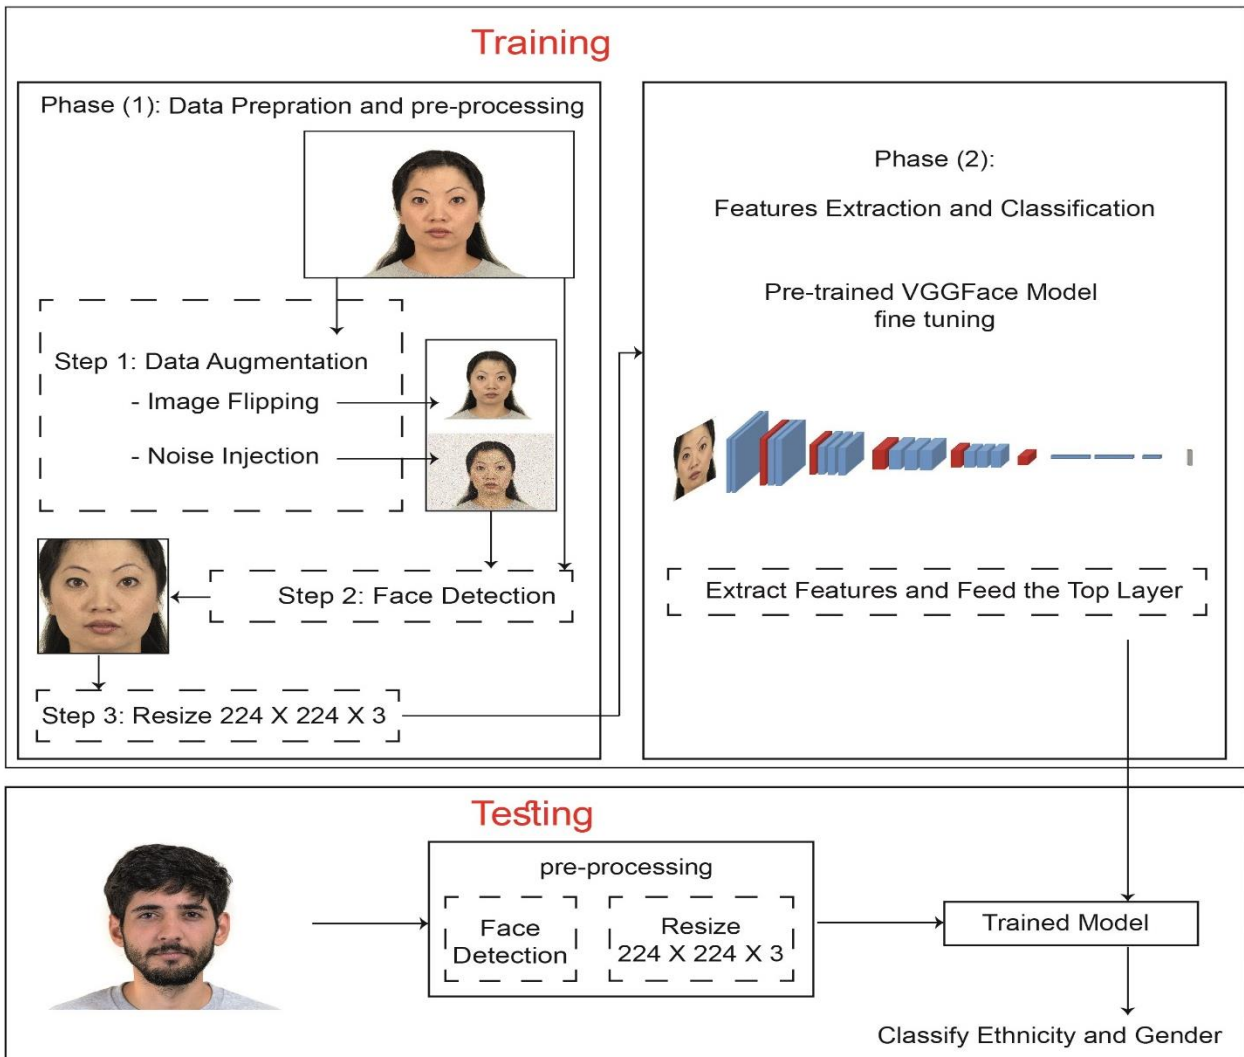 Training
Phase (1): Data Prepration and pre-processing
Step 1: Data Augmentation
- Image Flipping
- Noise Injection
Step 2: Face Detection
Step 3: Resize 224 X 224 X 3
Phase (2):
Features Extraction and Classification
Pre-trained VGGFace Model
fine tuning
Extract Features and Feed the Top Layer
Testing
pre-processing
Face
Detection
Resize
224 X 224 X 3
Trained Model
Classify Ethnicity and Gender